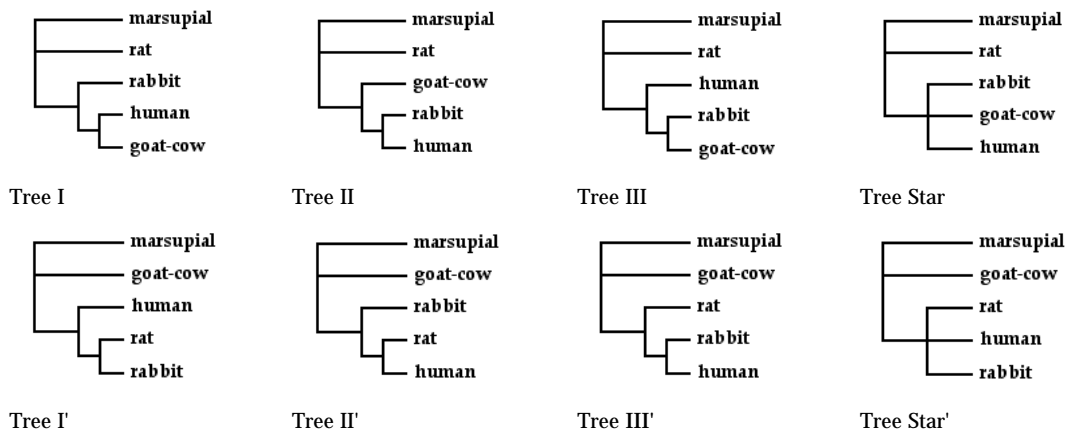 marsupial
rat
rabbit
human
goat-cow
Tree I
marsupial
rat
goat-cow
rabbit
human
Tree II
marsupial
rat
human
rabbit
goat-cow
Tree III
marsupial
rat
rabbit
goat-cow
human
Tree Star
marsupial
goat-cow
human
rat
rabbit
Tree I'
marsupial
goat-cow
rabbit
rat
human
Tree II'
marsupial
goat-cow
rat
rabbit
human
Tree III'
marsupial
goat-cow
rat
human
rabbit
Tree Star'